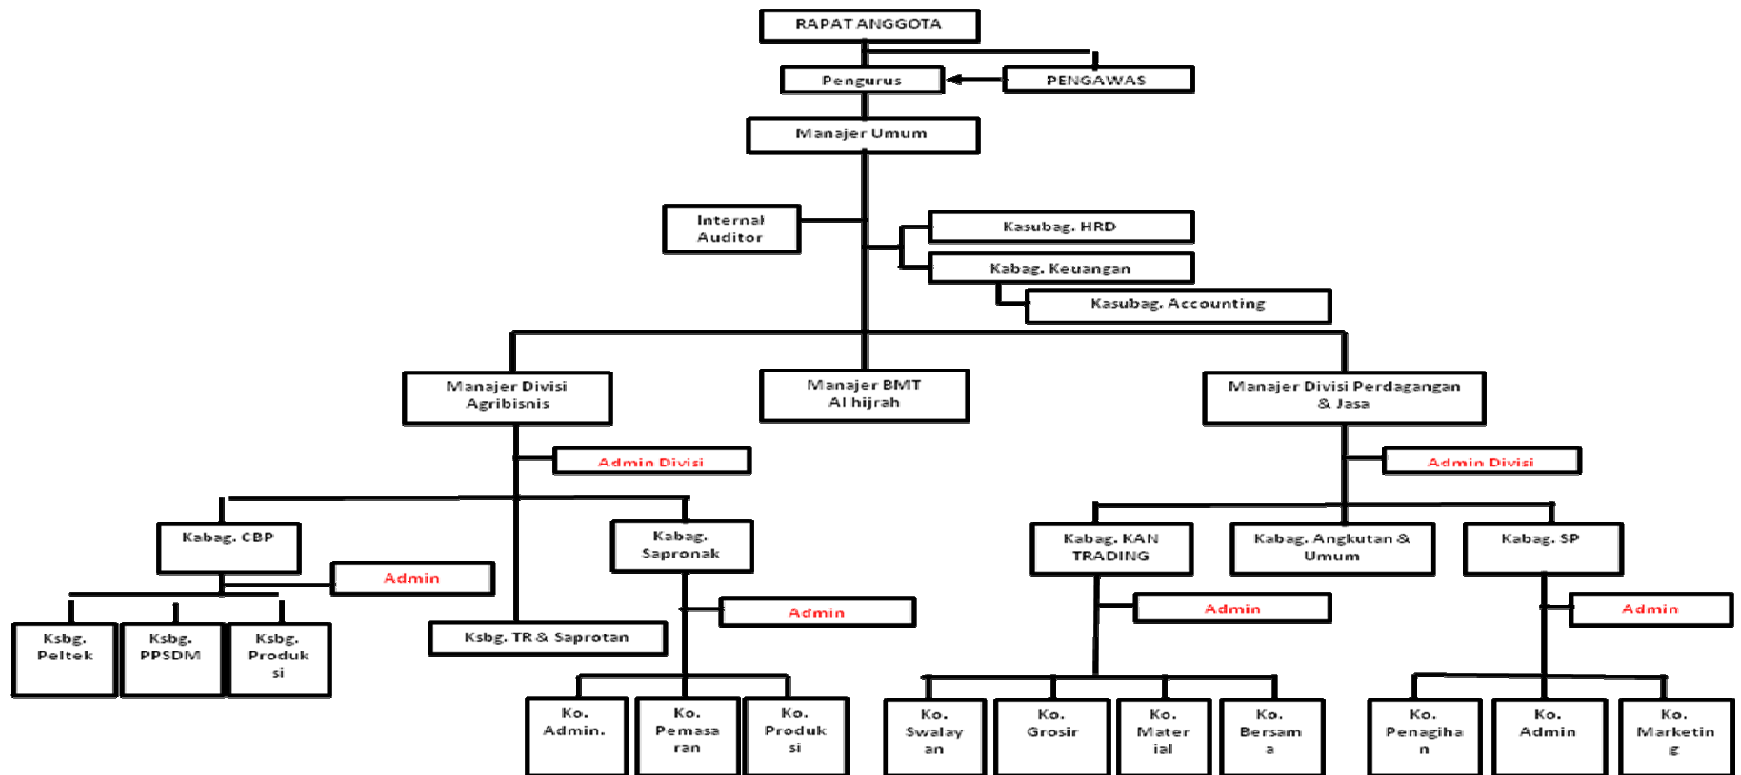 RAPAT ANGGOTA
Pengurus
PENGAWAS
Manajer Umum
Internal
Auditor
Kasubag. HRD
Kabag. Keuangan
Kasubag. Accounting
Manajer Divisi
Agribisnis
Manajer BMT
Al hijrah
Manajer Divisi Perdagangan
& Jasa
Admin Divisi
Admin Divisi
Kabag. CBP
Kabag.
Sapronak
Kabag. KAN
TRADING
Kabag. Angkutan &
Umum
Kabag. SP
Admin
Admin
Admin
Admin
Ksbg.
Peltek
Ksbg.
PPSDM
Ksbg.
Produk
si
Ksbg. TR & Saprotan
Ko.
Admin.
Ko.
Pemasa
ran
Ko.
Produk
si
Ko.
Swalay
an
Ko.
Grosir
Ko.
Mater
ial
Ko.
Bersam
a
Ko.
Penagiha
n
Ko.
Admin
Ko.
Marketin
g